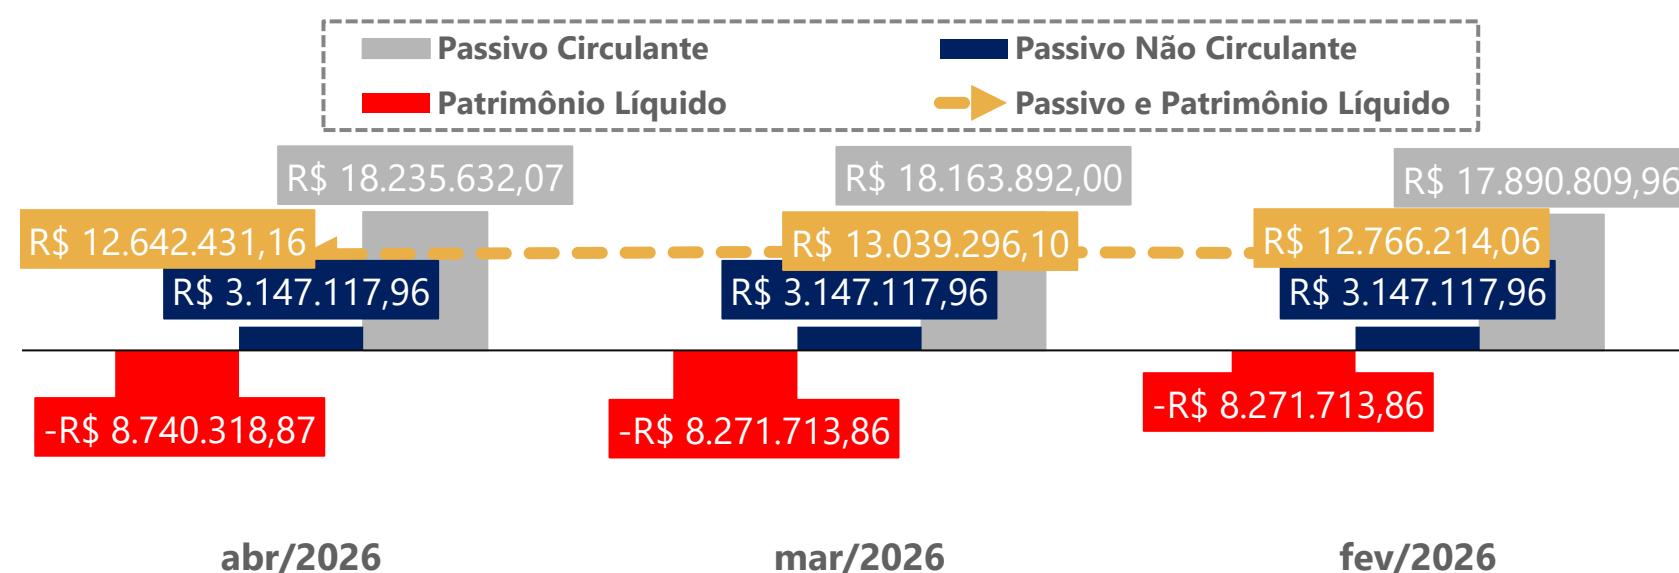 Passivo Circulante
Passivo Não Circulante
Patrimônio Líquido
Passivo e Patrimônio Líquido
R$ 18.235.632,07
R$ 18.163.892,00
R$ 17.890.809,96
R$ 12.642.431,16
R$ 13.039.296,10
R$ 12.766.214,06
R$ 3.147.117,96
R$ 3.147.117,96
R$ 3.147.117,96
-R$ 8.740.318,87
-R$ 8.271.713,86
-R$ 8.271.713,86
abr/2026
mar/2026
fev/2026